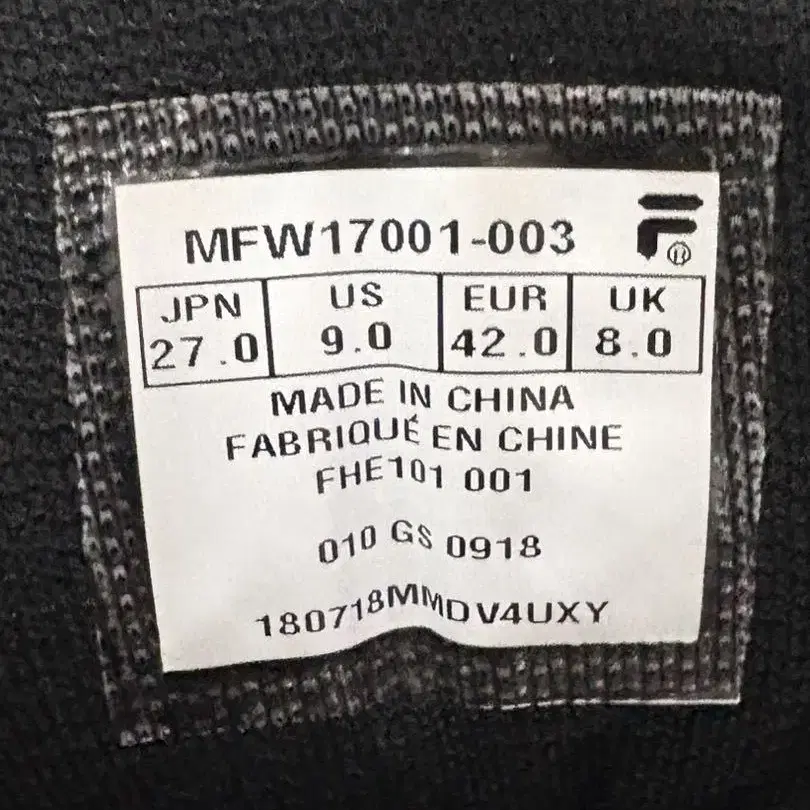 MFW17001-003
JPN US EUR UK
27.0 9.0 42.0 8.0
MADE IN CHINA
FABRIQUÉ EN CHINE
FHE101 001
010 GS 0918
180718MMDV4UXY